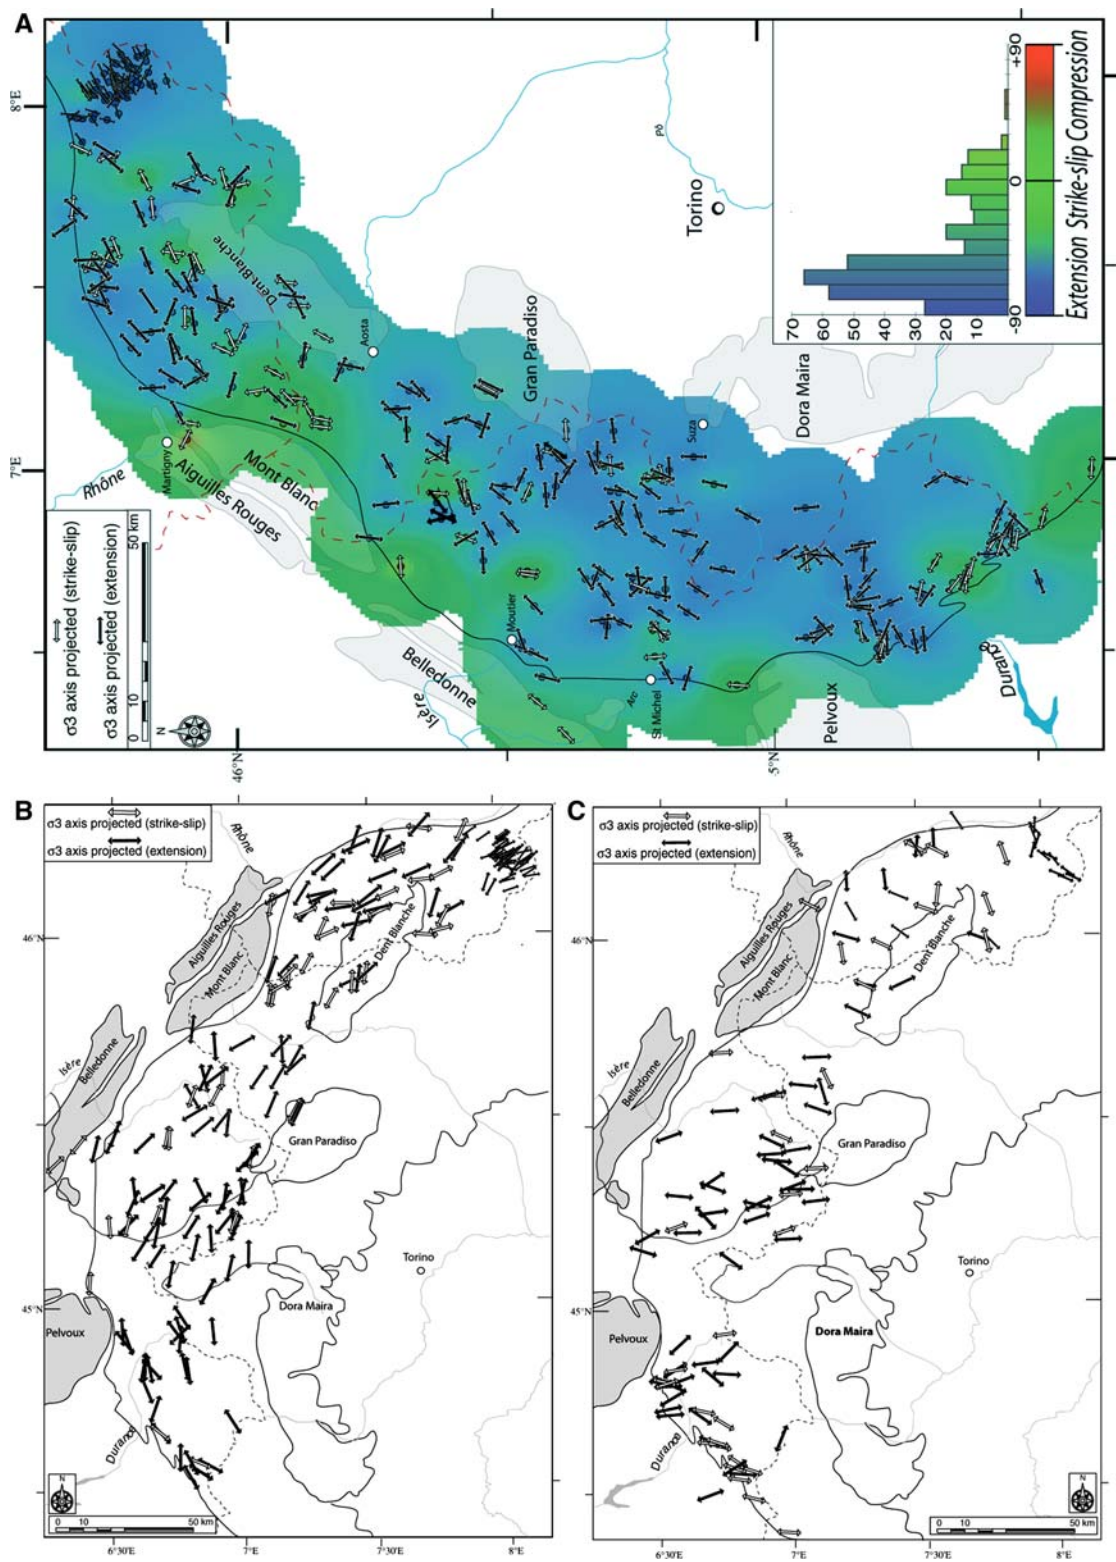 A
8°E
7°E
46°N
5°N
Rhône
Martigny
Aiguilles Rouges
Mont Blanc
Dent Blanche
Aosta
Gran Paradiso
Pô
Torino
Suza
Dora Maira
Moutier
Belledonne
Isère
Arc
St Michel
Pelvoux
Durance
σ3 axis projected (strike-slip)
σ3 axis projected (extension)
50 km
10
0
N
70
60
50
40
30
20
10
+90
0
-90
Extension Strike-slip Compression
B
σ3 axis projected (strike-slip)
σ3 axis projected (extension)
Rhône
Aiguilles Rouges
Mont Blanc
Dent Blanche
46°N
Isère
Belledonne
Gran Paradiso
Torino
45°N
Dora Maira
Pelvoux
Durance
N
0 10 50 km
6°30'E
7°E
7°30'E
8°E
C
σ3 axis projected (strike-slip)
σ3 axis projected (extension)
Rhône
Aiguilles Rouges
Mont Blanc
Dent Blanche
46°N
Isère
Belledonne
Gran Paradiso
Torino
45°N
Dora Maira
Pelvoux
Durance
N
0 10 50 km
6°30'E
7°E
7°30'E
8°E